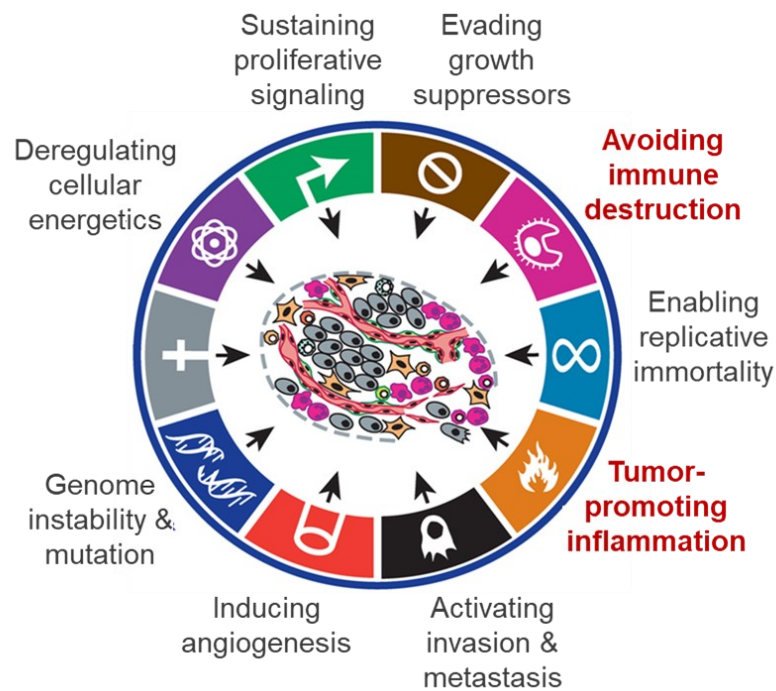 Sustaining
proliferative
signaling
Evading
growth
suppressors
Avoiding
immune
destruction
Enabling
replicative
immortality
Tumor-
promoting
inflammation
Activating
invasion &
metastasis
Inducing
angiogenesis
Genome
instability &
mutation
Deregulating
cellular
energetics